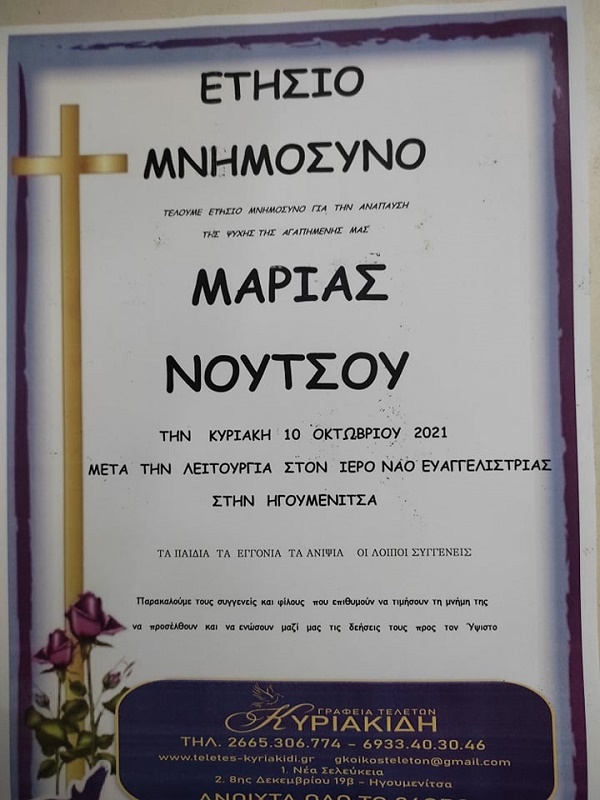 ΕΤΗΣΙΟ
ΜΝΗΜΟΣΥΝΟ
ΤΕΛΟΥΜΕ ΕΤΗΣΙΟ ΜΝΗΜΟΣΥΝΟ ΓΙΑ ΤΗΝ ΑΝΑΠΑΥΣΗ
ΤΗΣ ΨΥΧΗΣ ΤΗΣ ΑΓΑΠΗΜΕΝΗΣ ΜΑΣ
ΜΑΡΙΑΣ
ΝΟΥΤΣΟΥ
ΤΗΝ ΚΥΡΙΑΚΗ 10 ΟΚΤΩΒΡΙΟΥ 2021
ΜΕΤΑ ΤΗΝ ΛΕΙΤΟΥΡΓΙΑ ΣΤΟΝ ΙΕΡΟ ΝΑΟ ΕΥΑΓΓΕΛΙΣΤΡΙΑΣ
ΣΤΗΝ ΗΓΟΥΜΕΝΙΤΣΑ
ΤΑ ΠΑΙΔΙΑ ΤΑ ΕΓΓΟΝΙΑ ΤΑ ΑΝΙΨΙΑ ΟΙ ΛΟΙΠΟΙ ΣΥΓΓΕΝΕΙΣ
Παρακαλούμε τους συγγενείς και φίλους που επιθυμούν να τιμήσουν τη μνήμη της
να προσέλθουν και να ενώσουν μαζί μας τις δεήσεις τους προς τον Ύψιστο
ΓΡΑΦΕΙΑ ΤΕΛΕΤΩΝ
ΚΥΡΙΑΚΙΔΗ
ΤΗΛ. 2665.306.774 - 6933.40.30.46
www.teletes-kyriakidi.gr gkoikosteleton@gmail.com
1. Νέα Σελεύκεια
2. 8ης Δεκεμβρίου 19β - Ηγουμενίτσα
ΑΝΟΙΧΤΑ ΟΛΟ ΤΟ 24ΩΡΟ